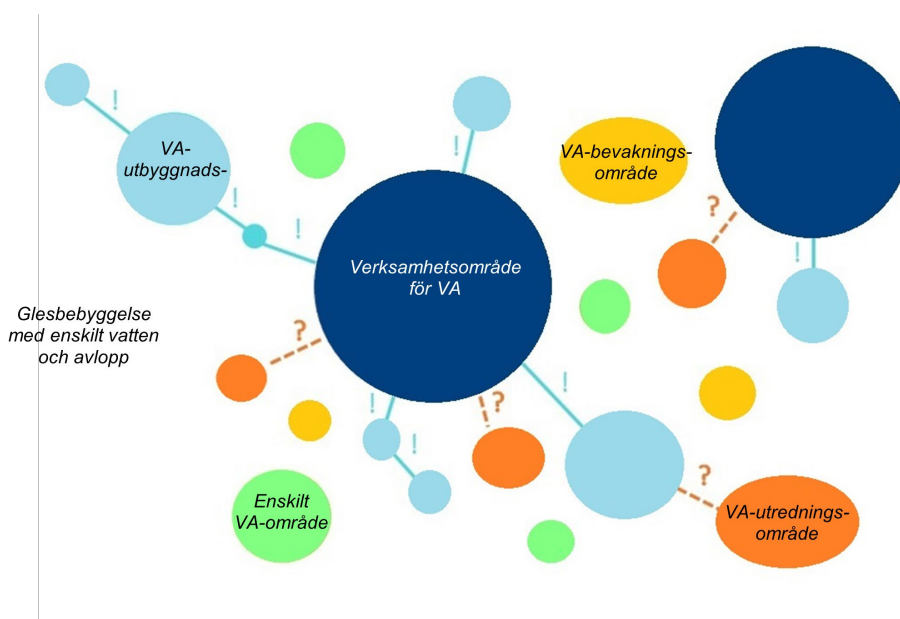 VA-
utbyggnads-
!
!
!
!
VA-bevaknings-
område
?
!
Verksamhetsområde
för VA
Glesbebyggelse
med enskilt vatten
och avlopp
?
!
!
?
!
?
Enskilt
VA-område
VA-utrednings-
område